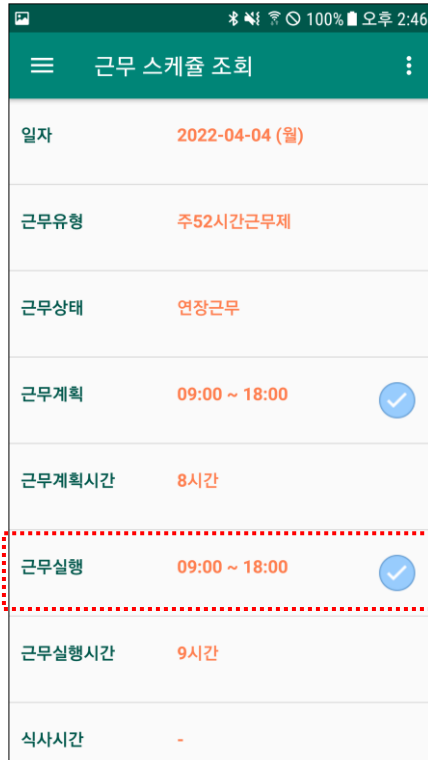 100% 오후 2:46
근무 스케쥴 조회
일자 2022-04-04 (월)
근무유형 주52시간근무제
근무상태 연장근무
근무계획 09:00 ~ 18:00
근무계획시간 8시간
근무실행 09:00 ~ 18:00
근무실행시간 9시간
식사시간 -